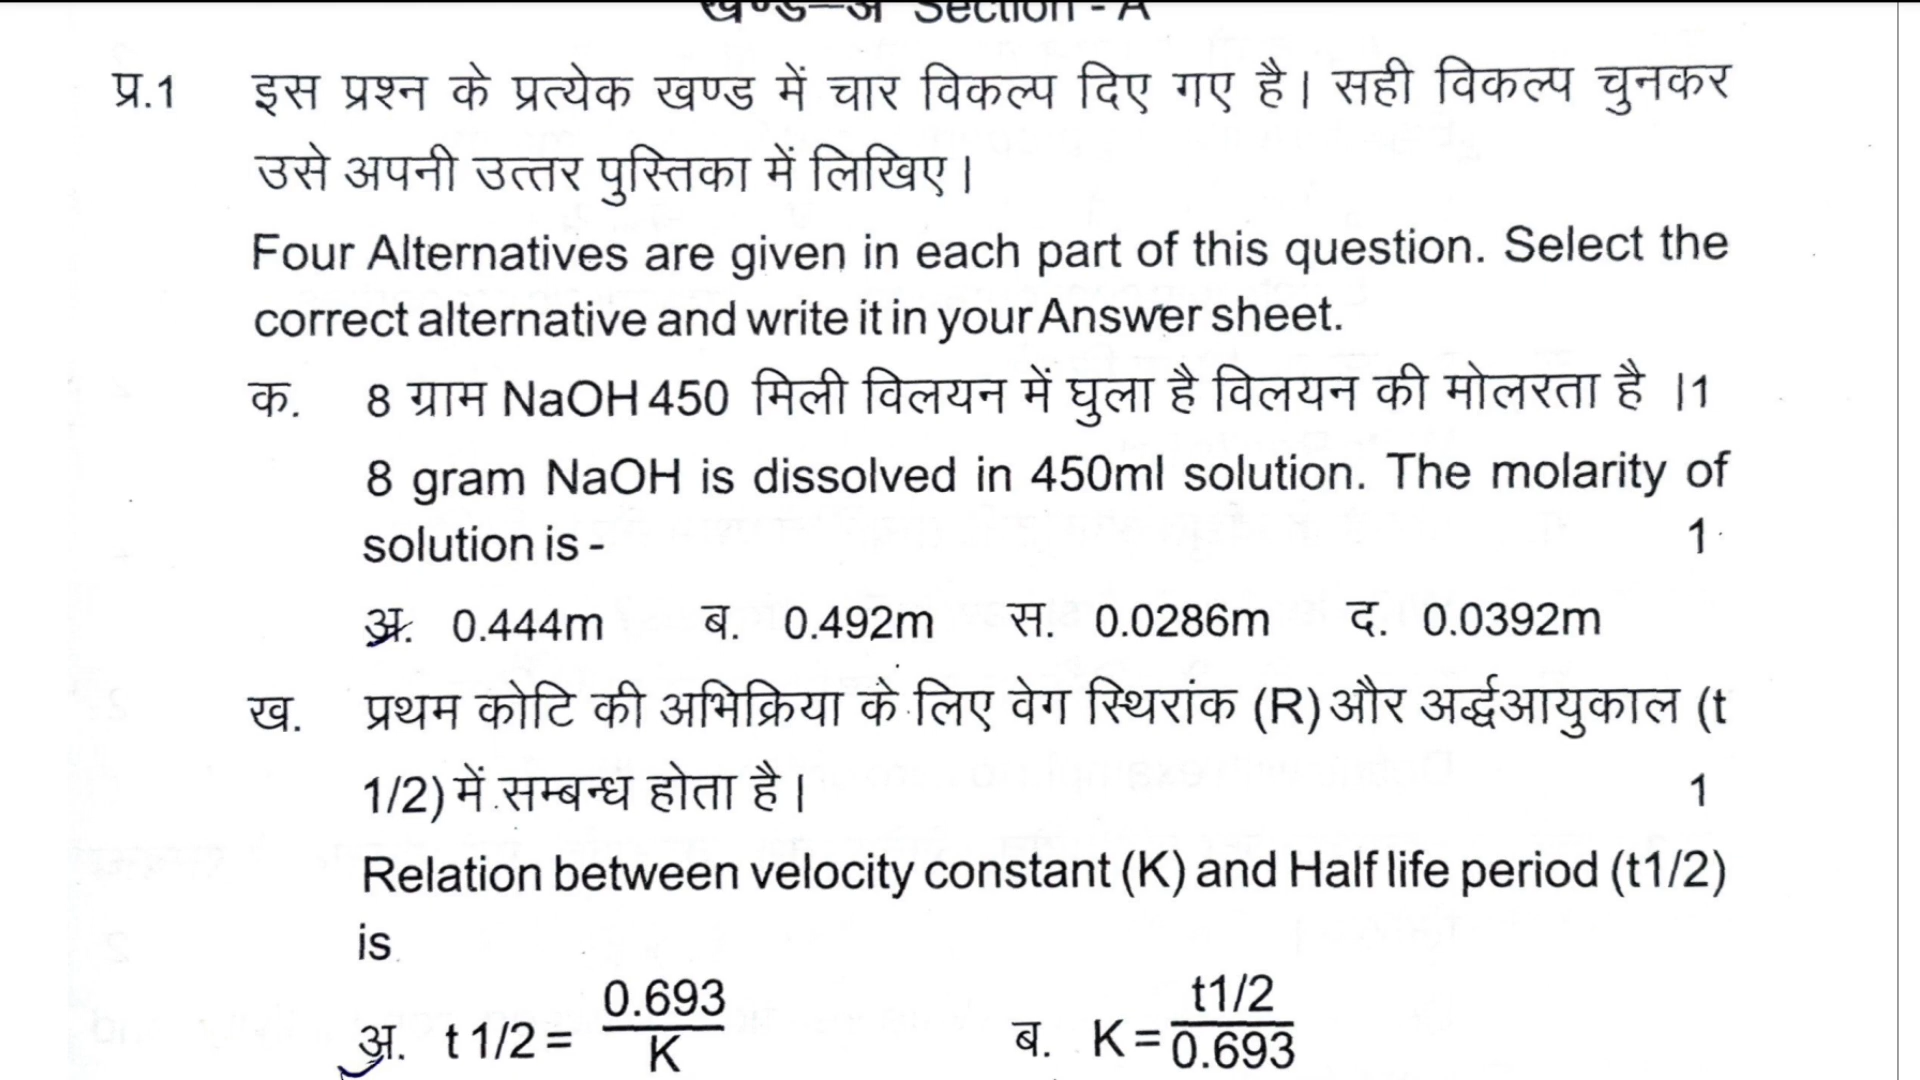 खण्ड–अ Section - A
प्र.1 इस प्रश्न के प्रत्येक खण्ड में चार विकल्प दिए गए है। सही विकल्प चुनकर
उसे अपनी उत्तर पुस्तिका में लिखिए।
Four Alternatives are given in each part of this question. Select the
correct alternative and write it in your Answer sheet.
क. 8 ग्राम NaOH 450 मिली विलयन में घुला है विलयन की मोलरता है ।1
8 gram NaOH is dissolved in 450ml solution. The molarity of
solution is - 1
अ. 0.444m ब. 0.492m स. 0.0286m द. 0.0392m
ख. प्रथम कोटि की अभिक्रिया के लिए वेग स्थिरांक (R) और अर्द्धआयुकाल (t
1/2) में सम्बन्ध होता है। 1
Relation between velocity constant (K) and Half life period (t1/2)
is
अ. t 1/2 = 0.693/K ब. K = t1/2/0.693